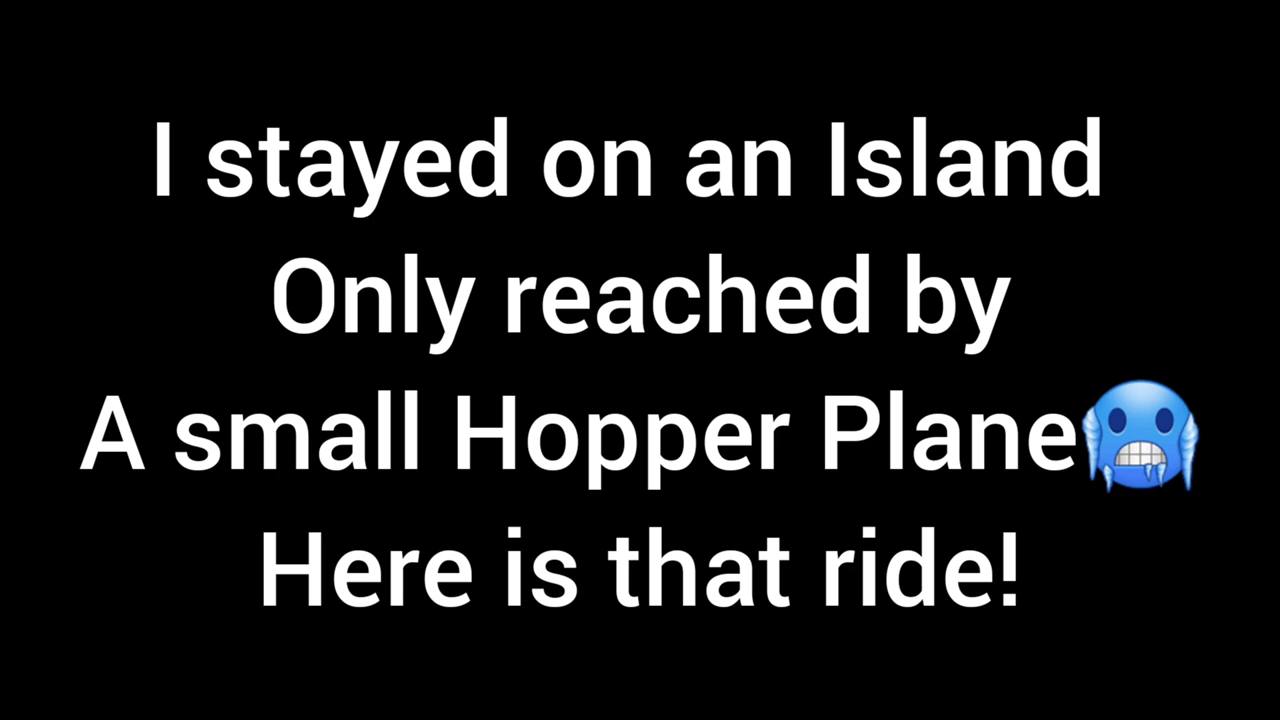 I stayed on an Island
Only reached by
A small Hopper Plane🥶
Here is that ride!